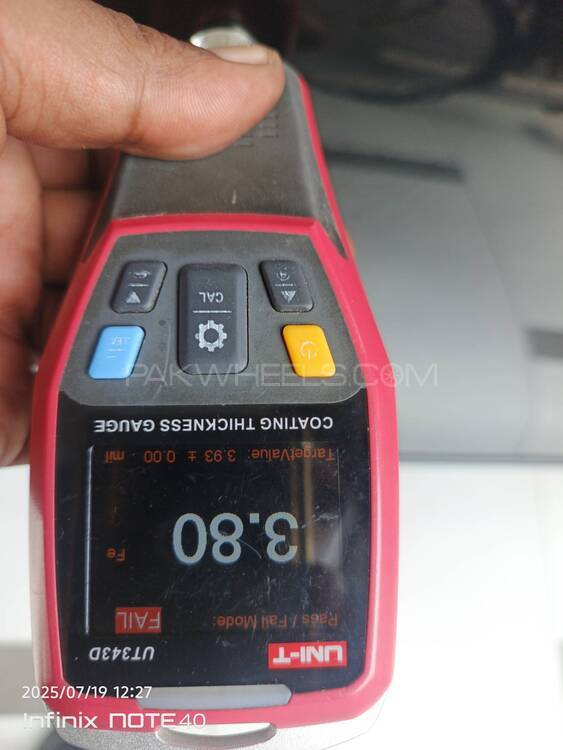 UNI-T
UT343D
Pass / Fail Mode: FAIL
3.80 Fe
TargetValue: 3.93 ± 0.00 mil
COATING THICKNESS GAUGE
CAL
PAKWHEELS.COM
2025/07/19 12:27
Infinix NOTE 40